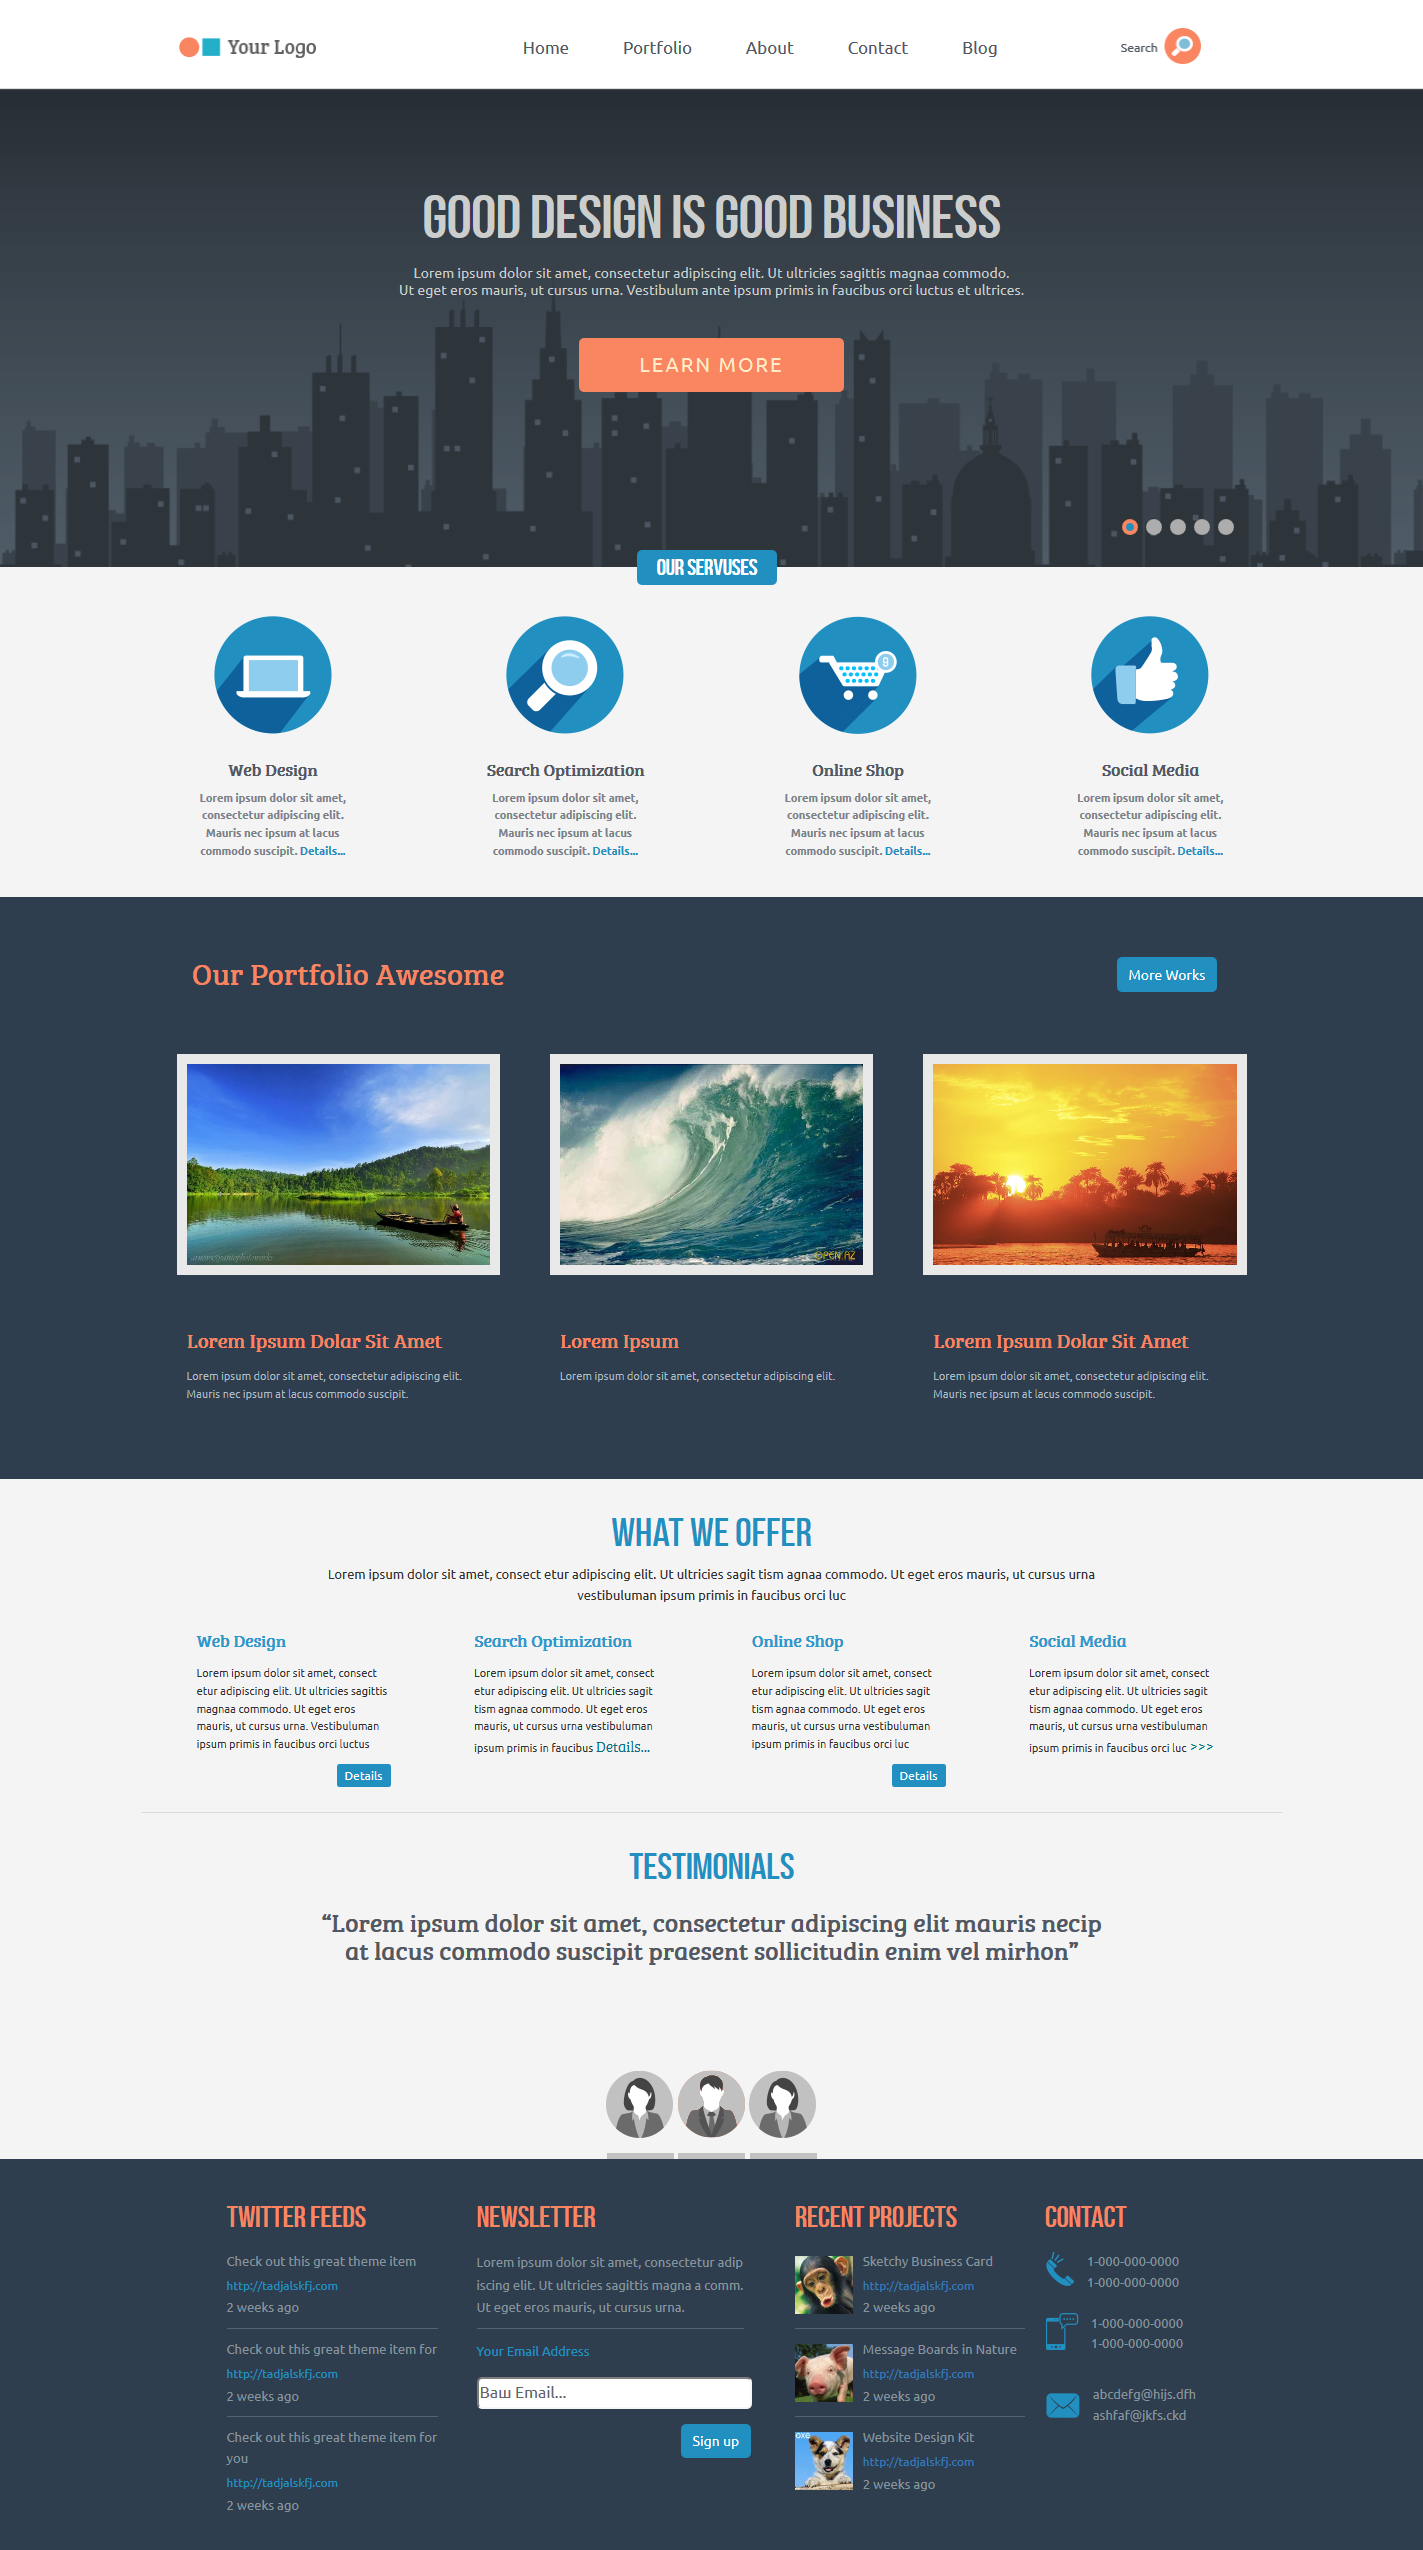 Your Logo
Home
Portfolio
About
Contact
Blog
Search
GOOD DESIGN IS GOOD BUSINESS
Lorem ipsum dolor sit amet, consectetur adipiscing elit. Ut ultricies sagittis magnaa commodo.
Ut eget eros mauris, ut cursus urna. Vestibulum ante ipsum primis in faucibus orci luctus et ultrices.
LEARN MORE
OUR SERVUSES
9
Web Design
Lorem ipsum dolor sit amet,
consectetur adipiscing elit.
Mauris nec ipsum at lacus
commodo suscipit. Details...
Search Optimization
Lorem ipsum dolor sit amet,
consectetur adipiscing elit.
Mauris nec ipsum at lacus
commodo suscipit. Details...
Online Shop
Lorem ipsum dolor sit amet,
consectetur adipiscing elit.
Mauris nec ipsum at lacus
commodo suscipit. Details...
Social Media
Lorem ipsum dolor sit amet,
consectetur adipiscing elit.
Mauris nec ipsum at lacus
commodo suscipit. Details...
Our Portfolio Awesome
More Works
OPEN.AZ
Lorem Ipsum Dolar Sit Amet
Lorem ipsum dolor sit amet, consectetur adipiscing elit.
Mauris nec ipsum at lacus commodo suscipit.
Lorem Ipsum
Lorem ipsum dolor sit amet, consectetur adipiscing elit.
Lorem Ipsum Dolar Sit Amet
Lorem ipsum dolor sit amet, consectetur adipiscing elit.
Mauris nec ipsum at lacus commodo suscipit.
WHAT WE OFFER
Lorem ipsum dolor sit amet, consect etur adipiscing elit. Ut ultricies sagit tism agnaa commodo. Ut eget eros mauris, ut cursus urna
vestibuluman ipsum primis in faucibus orci luc
Web Design
Lorem ipsum dolor sit amet, consect
etur adipiscing elit. Ut ultricies sagittis
magnaa commodo. Ut eget eros
mauris, ut cursus urna. Vestibuluman
ipsum primis in faucibus orci luctus
Details
Search Optimization
Lorem ipsum dolor sit amet, consect
etur adipiscing elit. Ut ultricies sagit
tism agnaa commodo. Ut eget eros
mauris, ut cursus urna vestibuluman
ipsum primis in faucibus Details...
Online Shop
Lorem ipsum dolor sit amet, consect
etur adipiscing elit. Ut ultricies sagit
tism agnaa commodo. Ut eget eros
mauris, ut cursus urna vestibuluman
ipsum primis in faucibus orci luc
Details
Social Media
Lorem ipsum dolor sit amet, consect
etur adipiscing elit. Ut ultricies sagit
tism agnaa commodo. Ut eget eros
mauris, ut cursus urna vestibuluman
ipsum primis in faucibus orci luc >>>
TESTIMONIALS
“Lorem ipsum dolor sit amet, consectetur adipiscing elit mauris necip
at lacus commodo suscipit praesent sollicitudin enim vel mirhon”
TWITTER FEEDS
Check out this great theme item
http://tadjalskfj.com
2 weeks ago
Check out this great theme item for
http://tadjalskfj.com
2 weeks ago
Check out this great theme item for
you
http://tadjalskfj.com
2 weeks ago
NEWSLETTER
Lorem ipsum dolor sit amet, consectetur adip
iscing elit. Ut ultricies sagittis magna a comm.
Ut eget eros mauris, ut cursus urna.
Your Email Address
Ваш Email...
Sign up
RECENT PROJECTS
Sketchy Business Card
http://tadjalskfj.com
2 weeks ago
Message Boards in Nature
http://tadjalskfj.com
2 weeks ago
Website Design Kit
http://tadjalskfj.com
2 weeks ago
CONTACT
1-000-000-0000
1-000-000-0000
1-000-000-0000
1-000-000-0000
abcdefg@hijs.dfh
ashfaf@jkfs.ckd